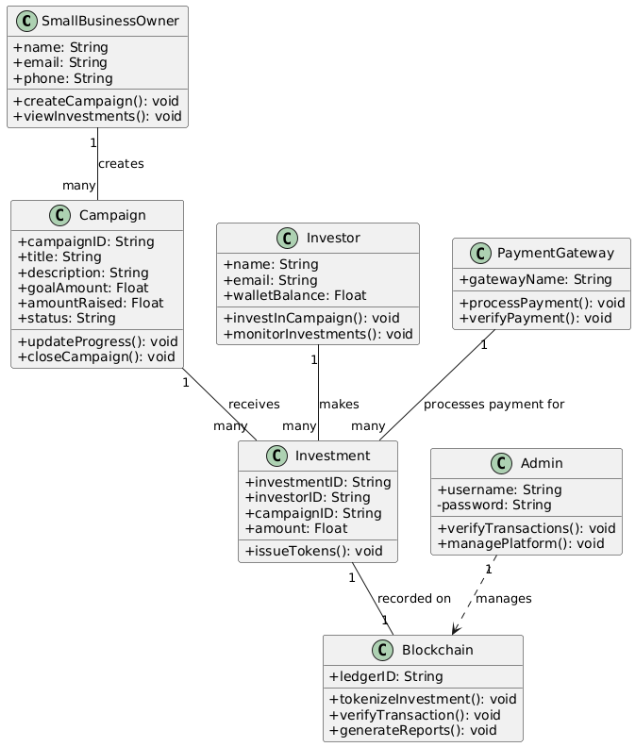 C SmallBusinessOwner
+name: String
+email: String
+phone: String
+createCampaign(): void
+viewInvestments(): void
1
creates
many
C Campaign
+campaignID: String
+title: String
+description: String
+goalAmount: Float
+amountRaised: Float
+status: String
+updateProgress(): void
+closeCampaign(): void
C Investor
+name: String
+email: String
+walletBalance: Float
+investInCampaign(): void
+monitorInvestments(): void
C PaymentGateway
+gatewayName: String
+processPayment(): void
+verifyPayment(): void
1
receives
many
1
makes
many
1
processes payment for
many
C Investment
+investmentID: String
+investorID: String
+campaignID: String
+amount: Float
+issueTokens(): void
C Admin
+username: String
-password: String
+verifyTransactions(): void
+managePlatform(): void
1
recorded on
1
1
manages
C Blockchain
+ledgerID: String
+tokenizeInvestment(): void
+verifyTransaction(): void
+generateReports(): void